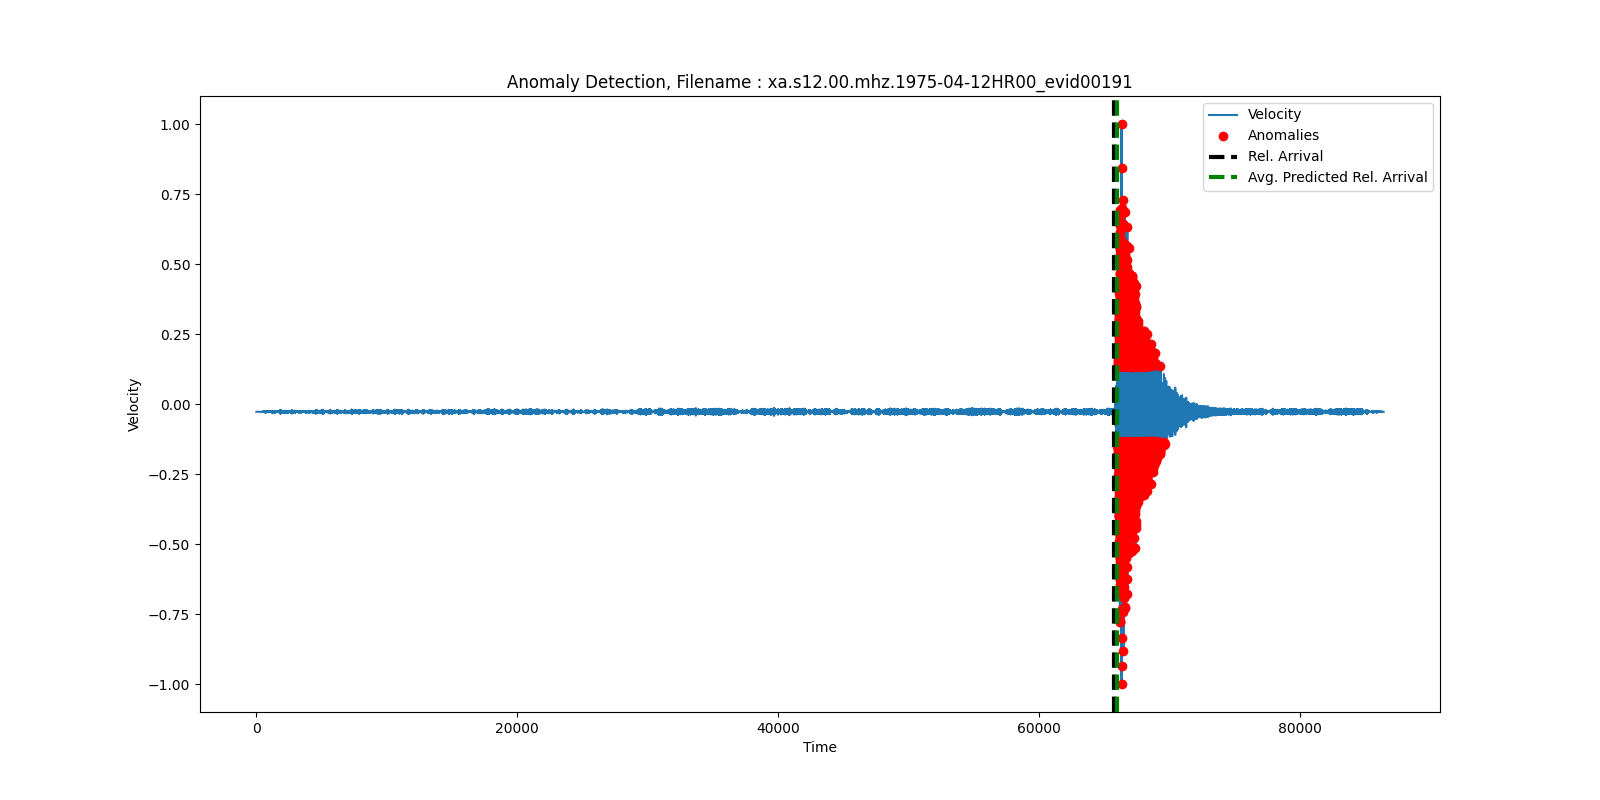 Anomaly Detection, Filename : xa.s12.00.mhz.1975-04-12HR00_evid00191
Velocity
Anomalies
Rel. Arrival
Avg. Predicted Rel. Arrival
1.00
0.75
0.50
0.25
0.00
−0.25
−0.50
−0.75
−1.00
Velocity
0 20000 40000 60000 80000
Time